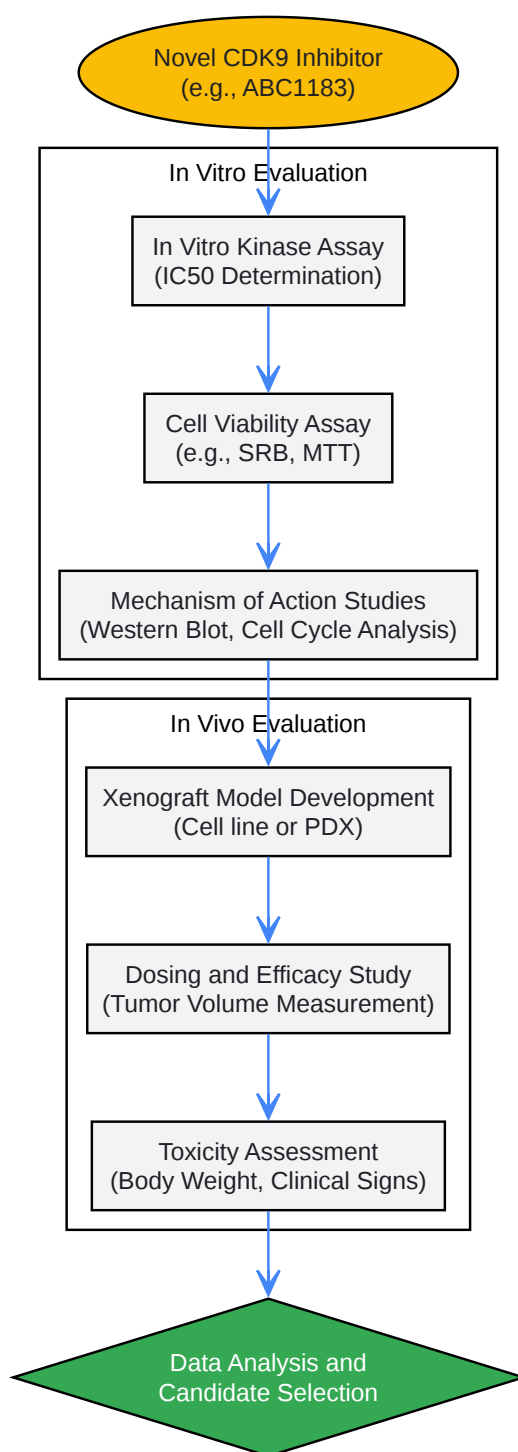 Novel CDK9 Inhibitor
(e.g., ABC1183)
In Vitro Evaluation
In Vitro Kinase Assay
(IC50 Determination)
Cell Viability Assay
(e.g., SRB, MTT)
Mechanism of Action Studies
(Western Blot, Cell Cycle Analysis)
In Vivo Evaluation
Xenograft Model Development
(Cell line or PDX)
Dosing and Efficacy Study
(Tumor Volume Measurement)
Toxicity Assessment
(Body Weight, Clinical Signs)
Data Analysis and
Candidate Selection